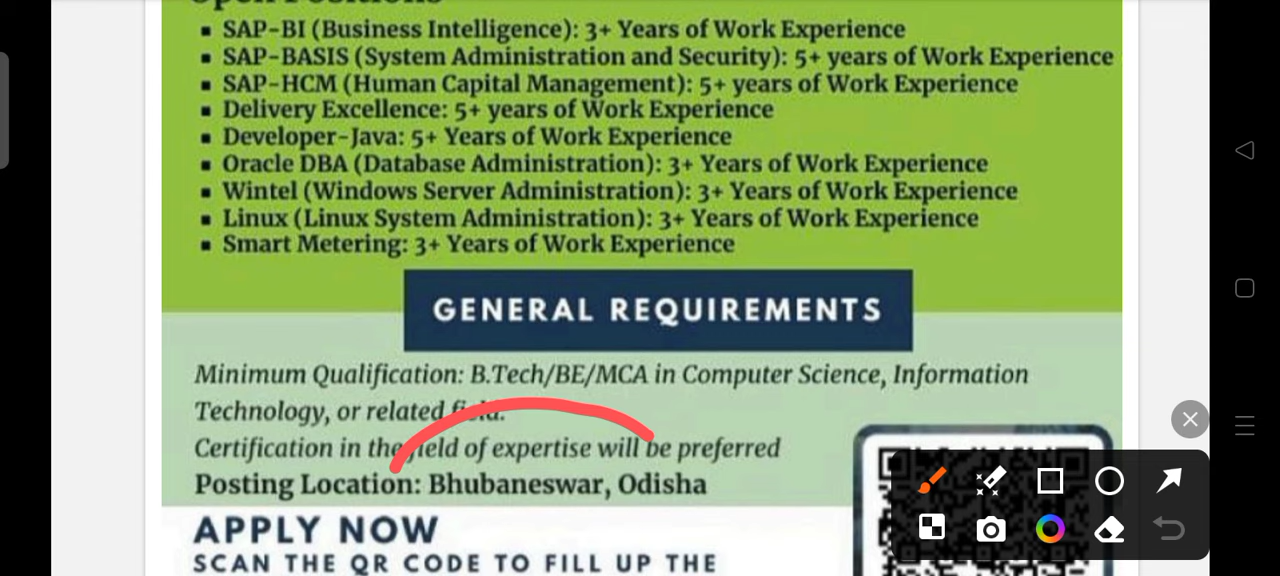 Open Positions
▪ SAP-BI (Business Intelligence): 3+ Years of Work Experience
▪ SAP-BASIS (System Administration and Security): 5+ years of Work Experience
▪ SAP-HCM (Human Capital Management): 5+ years of Work Experience
▪ Delivery Excellence: 5+ years of Work Experience
▪ Developer-Java: 5+ Years of Work Experience
▪ Oracle DBA (Database Administration): 3+ Years of Work Experience
▪ Wintel (Windows Server Administration): 3+ Years of Work Experience
▪ Linux (Linux System Administration): 3+ Years of Work Experience
▪ Smart Metering: 3+ Years of Work Experience
GENERAL REQUIREMENTS
Minimum Qualification: B.Tech/BE/MCA in Computer Science, Information
Technology, or related field.
Certification in the field of expertise will be preferred
Posting Location: Bhubaneswar, Odisha
APPLY NOW
SCAN THE QR CODE TO FILL UP THE